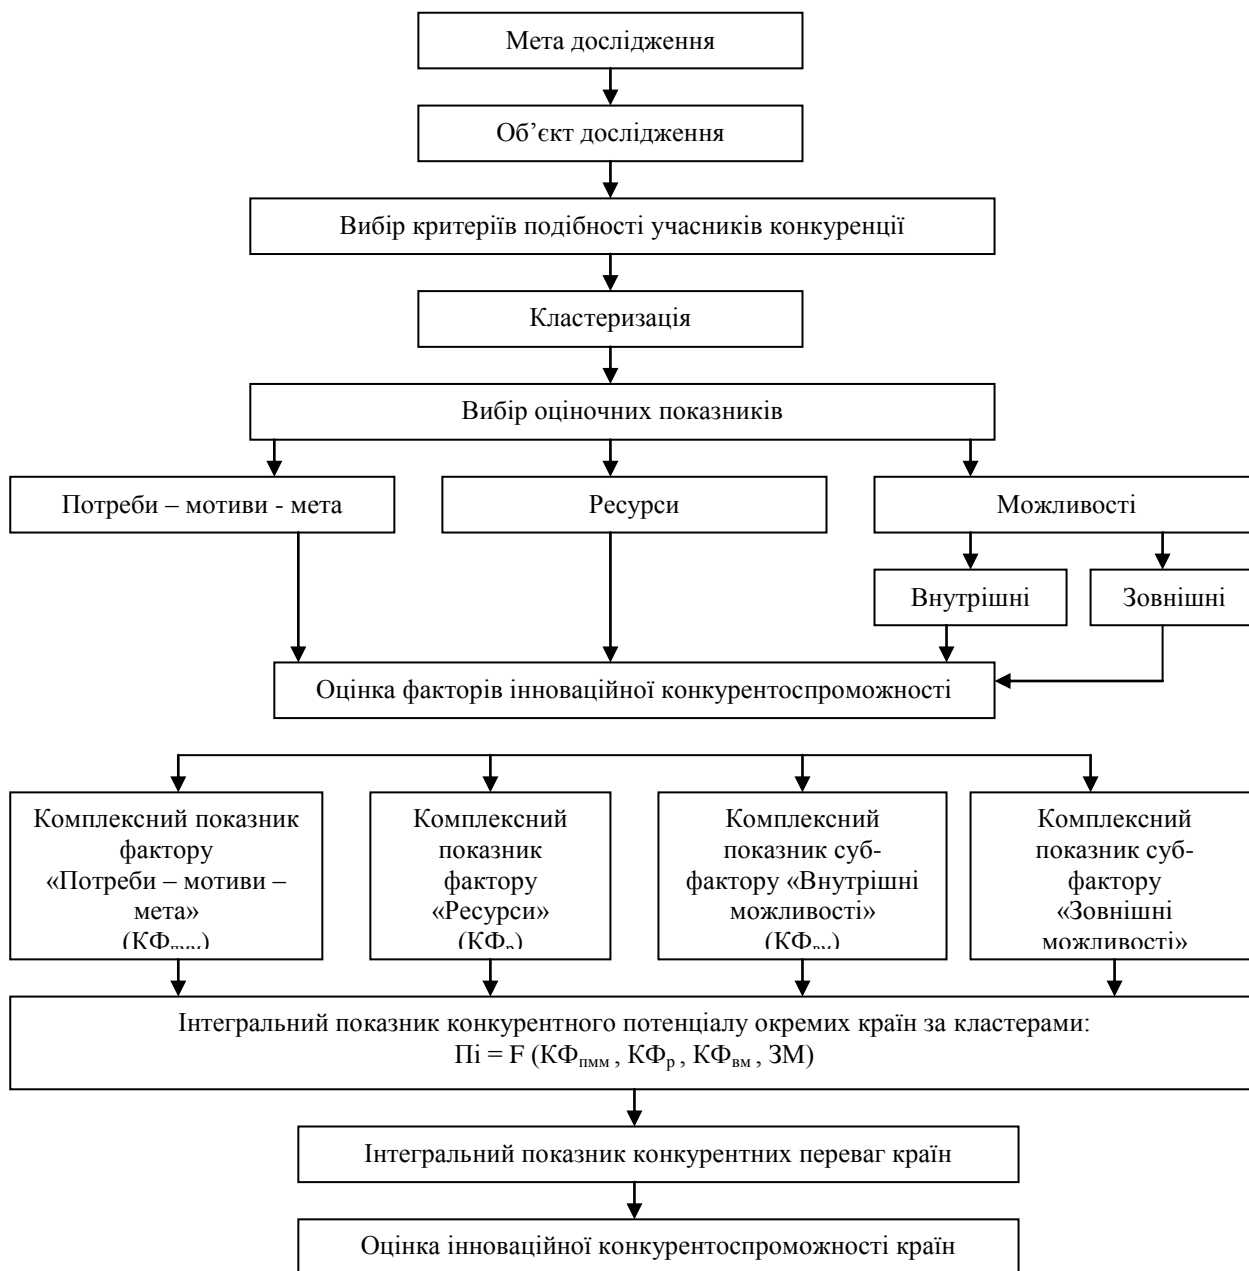 Мета дослідження
Об’єкт дослідження
Вибір критеріїв подібності учасників конкуренції
Кластеризація
Вибір оціночних показників
Потреби – мотиви - мета
Ресурси
Можливості
Внутрішні
Зовнішні
Оцінка факторів інноваційної конкурентоспроможності
Комплексний показник
фактору
«Потреби – мотиви –
мета»
(КФпмм)
Комплексний
показник
фактору
«Ресурси»
(КФр)
Комплексний
показник суб-
фактору «Внутрішні
можливості»
(КФвм)
Комплексний
показник суб-
фактору
«Зовнішні
можливості»
Інтегральний показник конкурентного потенціалу окремих країн за кластерами:
Пі = F (КФпмм , КФр , КФвм , ЗМ)
Інтегральний показник конкурентних переваг країн
Оцінка інноваційної конкурентоспроможності країн